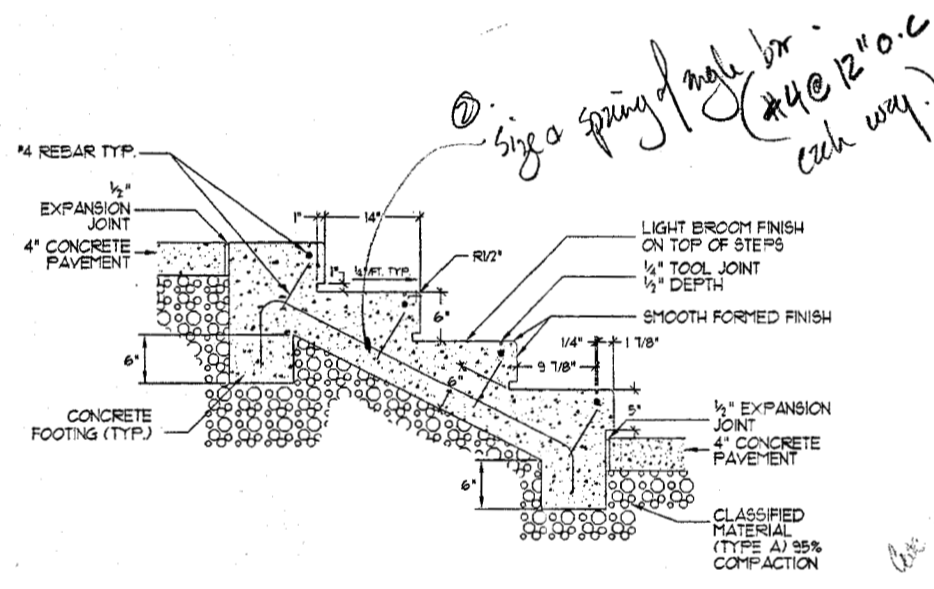 ②
Size & spacing of angle bar.
(#4 @ 12" O.C
each way.)
#4 REBAR TYP.
1/2"
EXPANSION
JOINT
4" CONCRETE
PAVEMENT
1"
14"
1"
1/4"/FT. TYP.
R1/2"
6"
LIGHT BROOM FINISH
ON TOP OF STEPS
1/4" TOOL JOINT
1/2" DEPTH
SMOOTH FORMED FINISH
1/4"
1 7/8"
9 7/8"
6"
6"
5"
1/2" EXPANSION
JOINT
4" CONCRETE
PAVEMENT
CONCRETE
FOOTING (TYP.)
6"
CLASSIFIED
MATERIAL
(TYPE A) 95%
COMPACTION